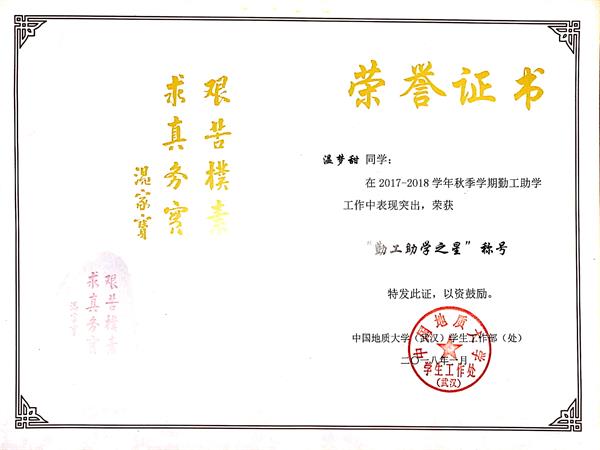 艰苦樸素
求真务实
温家宝
艰苦樸素
求真务实
温家宝
荣誉证书
温梦甜 同学:
在 2017-2018 学年秋季学期勤工助学
工作中表现突出，荣获
“勤工助学之星”称号
特发此证，以资鼓励。
中国地质大学（武汉）学生工作部（处）
二〇一八年一月
中国地质大学
学生工作处
(武汉)